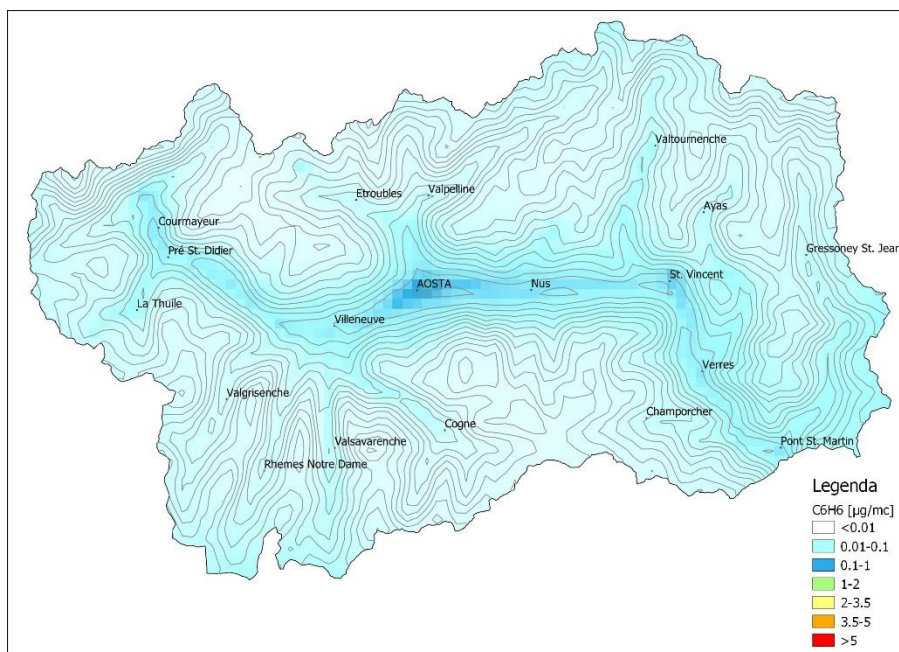 Valtournenche
Etroubles
Valpelline
Ayas
Courmayeur
Pré St. Didier
Gressoney St. Jean
AOSTA
Nus
St. Vincent
La Thuile
Villeneuve
Verres
Valgrisenche
Champorcher
Cogne
Valsavarenche
Pont St. Martin
Rhemes Notre Dame
Legenda
C6H6 [µg/mc]
<0.01
0.01-0.1
0.1-1
1-2
2-3.5
3.5-5
>5